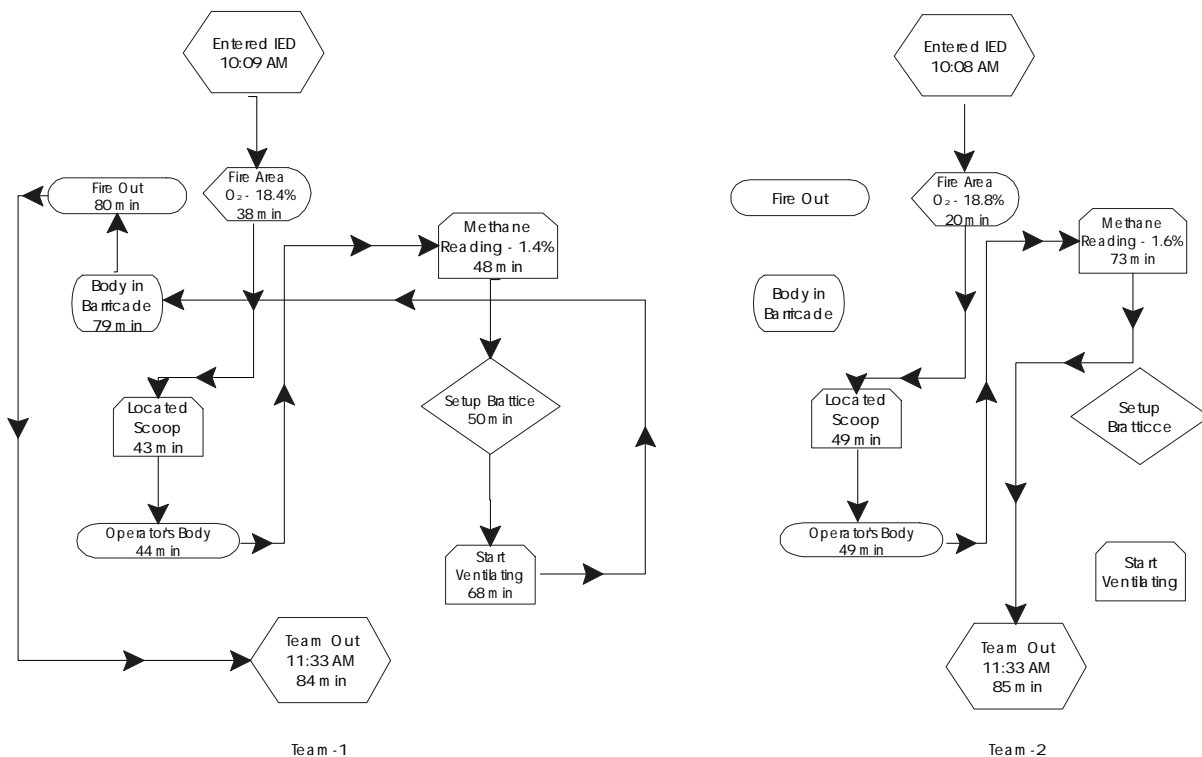 Entered IED
10:09 AM
Fire Area
O₂ - 18.4%
38 min
Fire Out
80 min
Methane
Reading - 1.4%
48 min
Body in
Barricade
79 min
Setup Brattice
50 min
Located
Scoop
43 min
Operator's Body
44 min
Start
Ventilating
68 min
Team Out
11:33 AM
84 min
Team -1
Entered IED
10:08 AM
Fire Area
O₂ - 18.8%
20 min
Fire Out
Methane
Reading - 1.6%
73 min
Body in
Barricade
Located
Scoop
49 min
Setup
Bratticce
Operator's Body
49 min
Start
Ventilating
Team Out
11:33 AM
85 min
Team -2